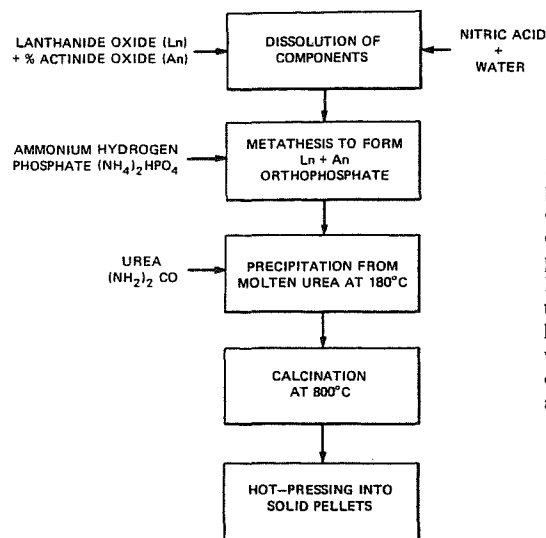 LANTHANIDE OXIDE (Ln)
+ % ACTINIDE OXIDE (An)
DISSOLUTION OF
COMPONENTS
NITRIC ACID
+
WATER
AMMONIUM HYDROGEN
PHOSPHATE (NH4)2HPO4
METATHESIS TO FORM
Ln + An
ORTHOPHOSPHATE
UREA
(NH2)2 CO
PRECIPITATION FROM
MOLTEN UREA AT 180°C
CALCINATION
AT 800°C
HOT–PRESSING INTO
SOLID PELLETS